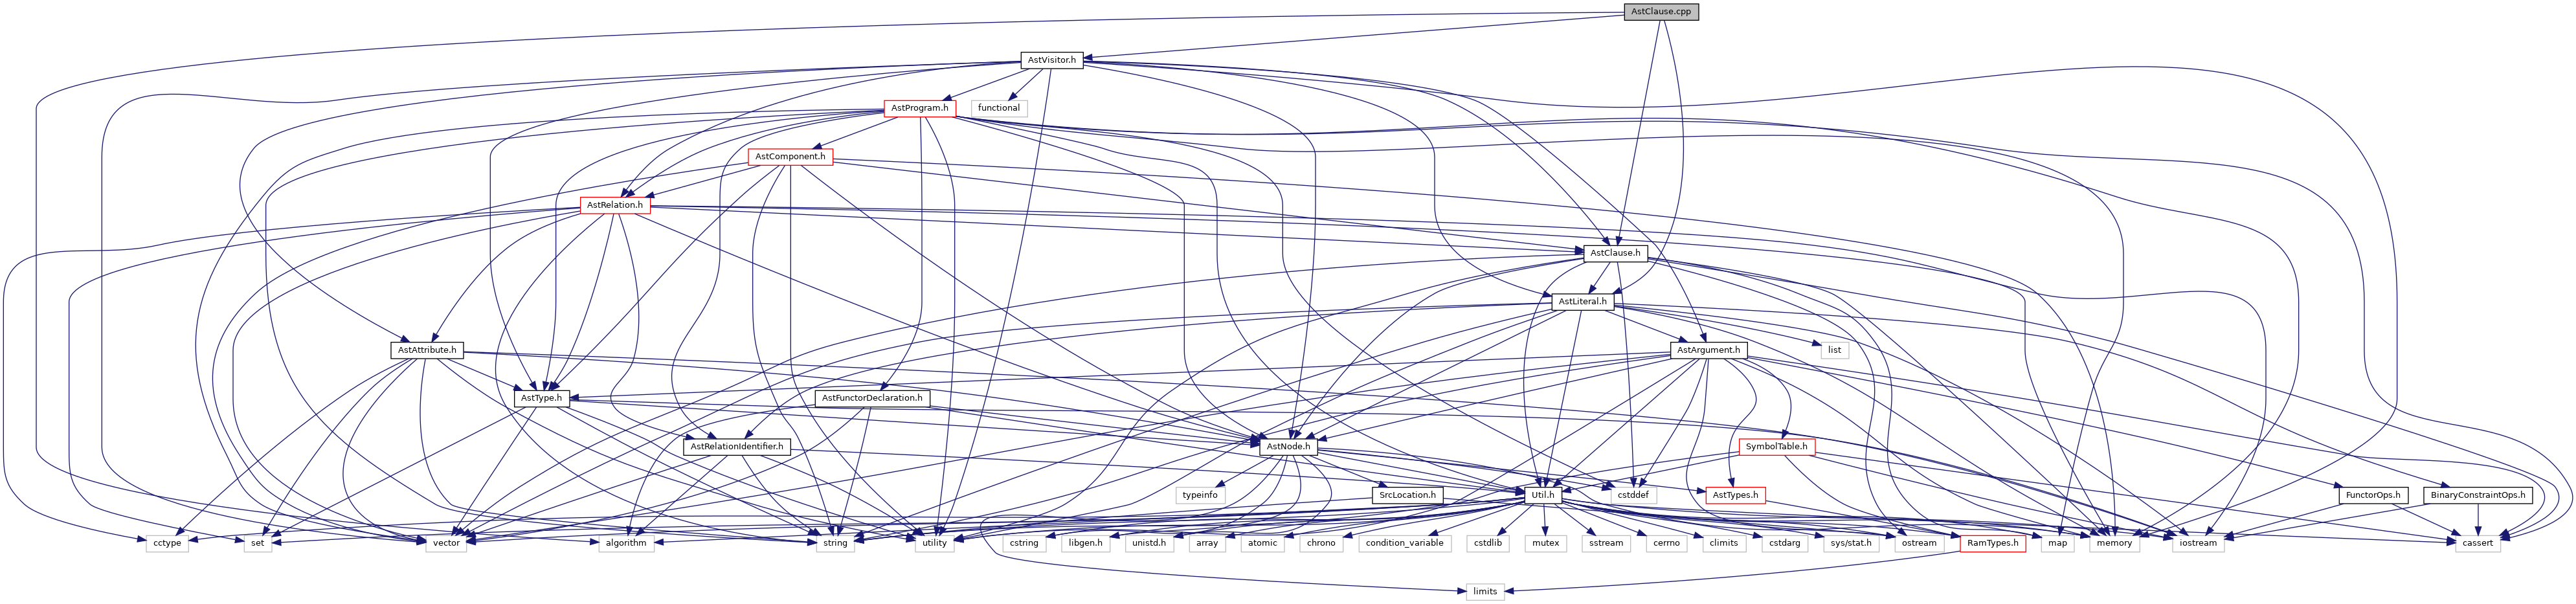 AstClause.cpp
AstVisitor.h
AstProgram.h
functional
AstComponent.h
AstRelation.h
AstClause.h
AstLiteral.h
AstAttribute.h
AstArgument.h
list
AstType.h
AstFunctorDeclaration.h
AstRelationIdentifier.h
AstNode.h
SymbolTable.h
typeinfo
SrcLocation.h
Util.h
cstddef
AstTypes.h
FunctorOps.h
BinaryConstraintOps.h
cctype
set
vector
algorithm
string
utility
cstring
libgen.h
unistd.h
array
atomic
chrono
condition_variable
cstdlib
mutex
sstream
cerrno
climits
cstdarg
sys/stat.h
ostream
RamTypes.h
map
memory
iostream
cassert
limits